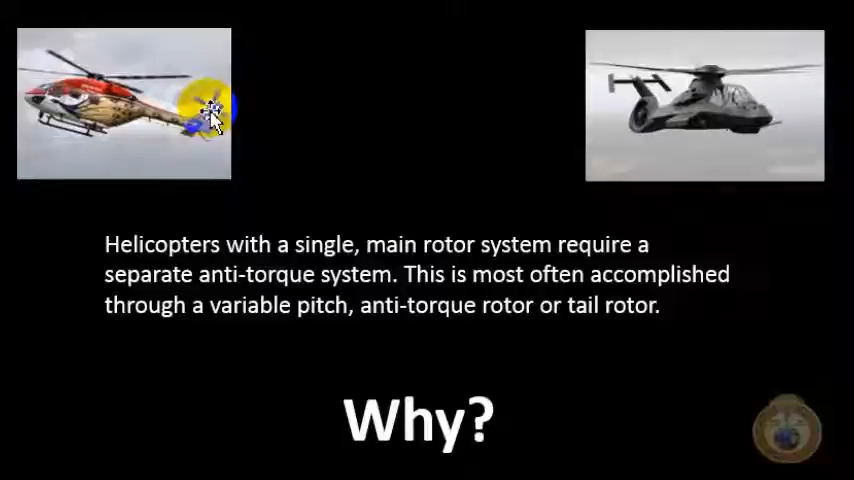 Helicopters with a single, main rotor system require a
separate anti-torque system. This is most often accomplished
through a variable pitch, anti-torque rotor or tail rotor.
Why?